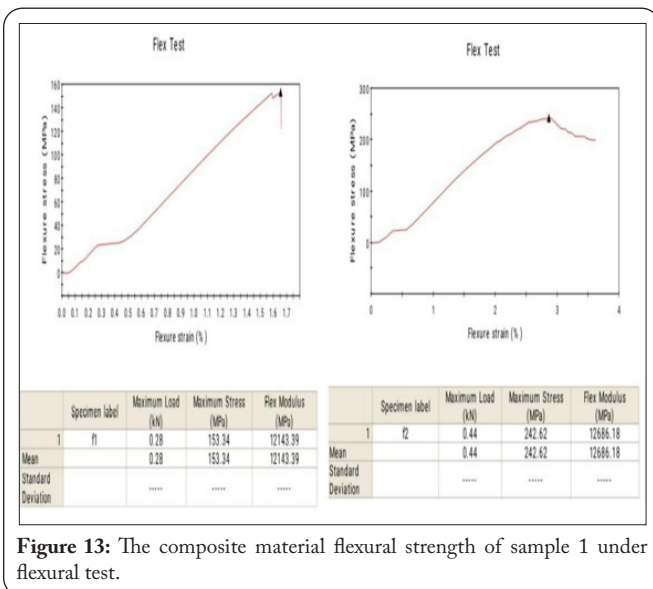 Flex Test
Flexure stress (MPa)
160
140
120
100
80
60
40
20
0
0.0 0.1 0.2 0.3 0.4 0.5 0.6 0.7 0.8 0.9 1.0 1.1 1.2 1.3 1.4 1.5 1.6 1.7
Flexure strain (%)
Specimen label Maximum Load (kN) Maximum Stress (MPa) Flex Modulus (MPa)
1 f1 0.28 153.34 12143.39
Mean 0.28 153.34 12143.39
Standard Deviation ..... ..... .....
Flex Test
Flexure stress (MPa)
300
200
100
0
0 1 2 3 4
Flexure strain (%)
Specimen label Maximum Load (kN) Maximum Stress (MPa) Flex Modulus (MPa)
1 f2 0.44 242.62 12686.18
Mean 0.44 242.62 12686.18
Standard Deviation ..... ..... .....
Figure 13: The composite material flexural strength of sample 1 under
flexural test.